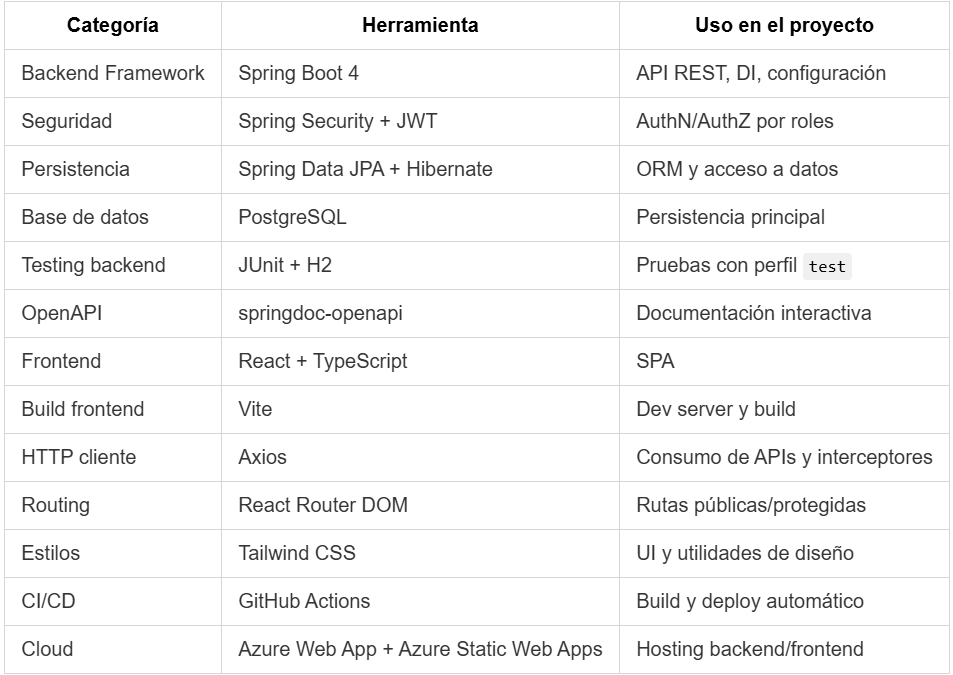 Categoría Herramienta Uso en el proyecto
Backend Framework Spring Boot 4 API REST, DI, configuración
Seguridad Spring Security + JWT AuthN/AuthZ por roles
Persistencia Spring Data JPA + Hibernate ORM y acceso a datos
Base de datos PostgreSQL Persistencia principal
Testing backend JUnit + H2 Pruebas con perfil test
OpenAPI springdoc-openapi Documentación interactiva
Frontend React + TypeScript SPA
Build frontend Vite Dev server y build
HTTP cliente Axios Consumo de APIs y interceptores
Routing React Router DOM Rutas públicas/protegidas
Estilos Tailwind CSS UI y utilidades de diseño
CI/CD GitHub Actions Build y deploy automático
Cloud Azure Web App + Azure Static Web Apps Hosting backend/frontend